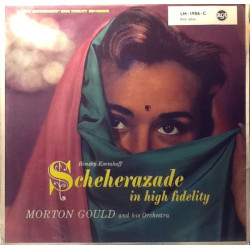 LM-1956-C
RCA
Rimsky-Korsakoff
Scheherazade
in high fidelity
MORTON GOULD and his Orchestra